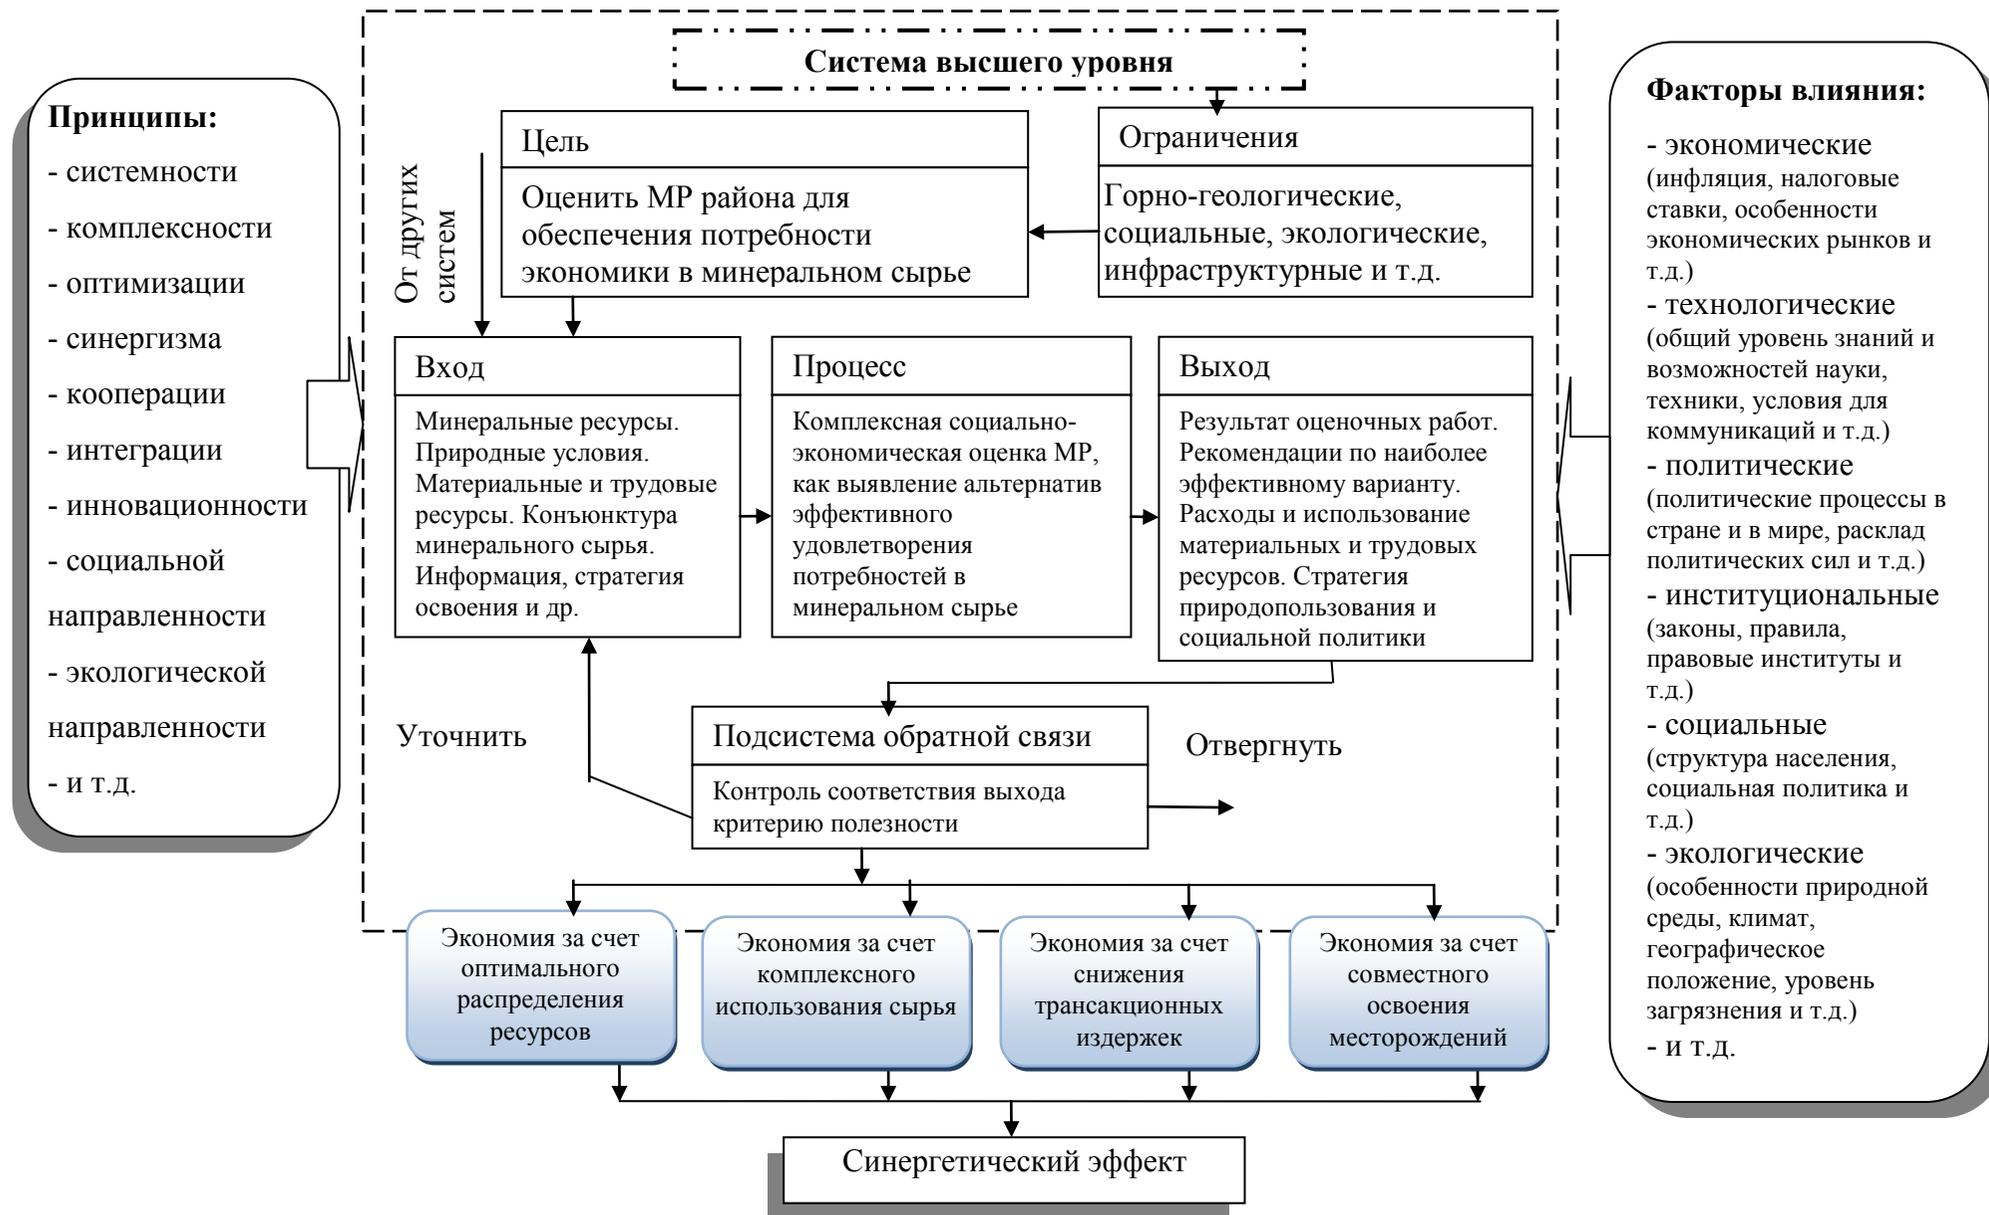 Система высшего уровня
Принципы:
- системности
- комплексности
- оптимизации
- синергизма
- кооперации
- интеграции
- инновационности
- социальной
направленности
- экологической
направленности
- и т.д.
От других
систем
Цель
Оценить МР района для
обеспечения потребности
экономики в минеральном сырье
Ограничения
Горно-геологические,
социальные, экологические,
инфраструктурные и т.д.
Вход
Минеральные ресурсы.
Природные условия.
Материальные и трудовые
ресурсы. Конъюнктура
минерального сырья.
Информация, стратегия
освоения и др.
Процесс
Комплексная социально-
экономическая оценка МР,
как выявление альтернатив
эффективного
удовлетворения
потребностей в
минеральном сырье
Выход
Результат оценочных работ.
Рекомендации по наиболее
эффективному варианту.
Расходы и использование
материальных и трудовых
ресурсов. Стратегия
природопользования и
социальной политики
Уточнить
Подсистема обратной связи
Контроль соответствия выхода
критерию полезности
Отвергнуть
Экономия за счет
оптимального
распределения
ресурсов
Экономия за счет
комплексного
использования сырья
Экономия за счет
снижения
трансакционных
издержек
Экономия за счет
совместного
освоения
месторождений
Синергетический эффект
Факторы влияния:
- экономические
(инфляция, налоговые
ставки, особенности
экономических рынков и
т.д.)
- технологические
(общий уровень знаний и
возможностей науки,
техники, условия для
коммуникаций и т.д.)
- политические
(политические процессы в
стране и в мире, расклад
политических сил и т.д.)
- институциональные
(законы, правила,
правовые институты и
т.д.)
- социальные
(структура населения,
социальная политика и
т.д.)
- экологические
(особенности природной
среды, климат,
географическое
положение, уровень
загрязнения и т.д.)
- и т.д.